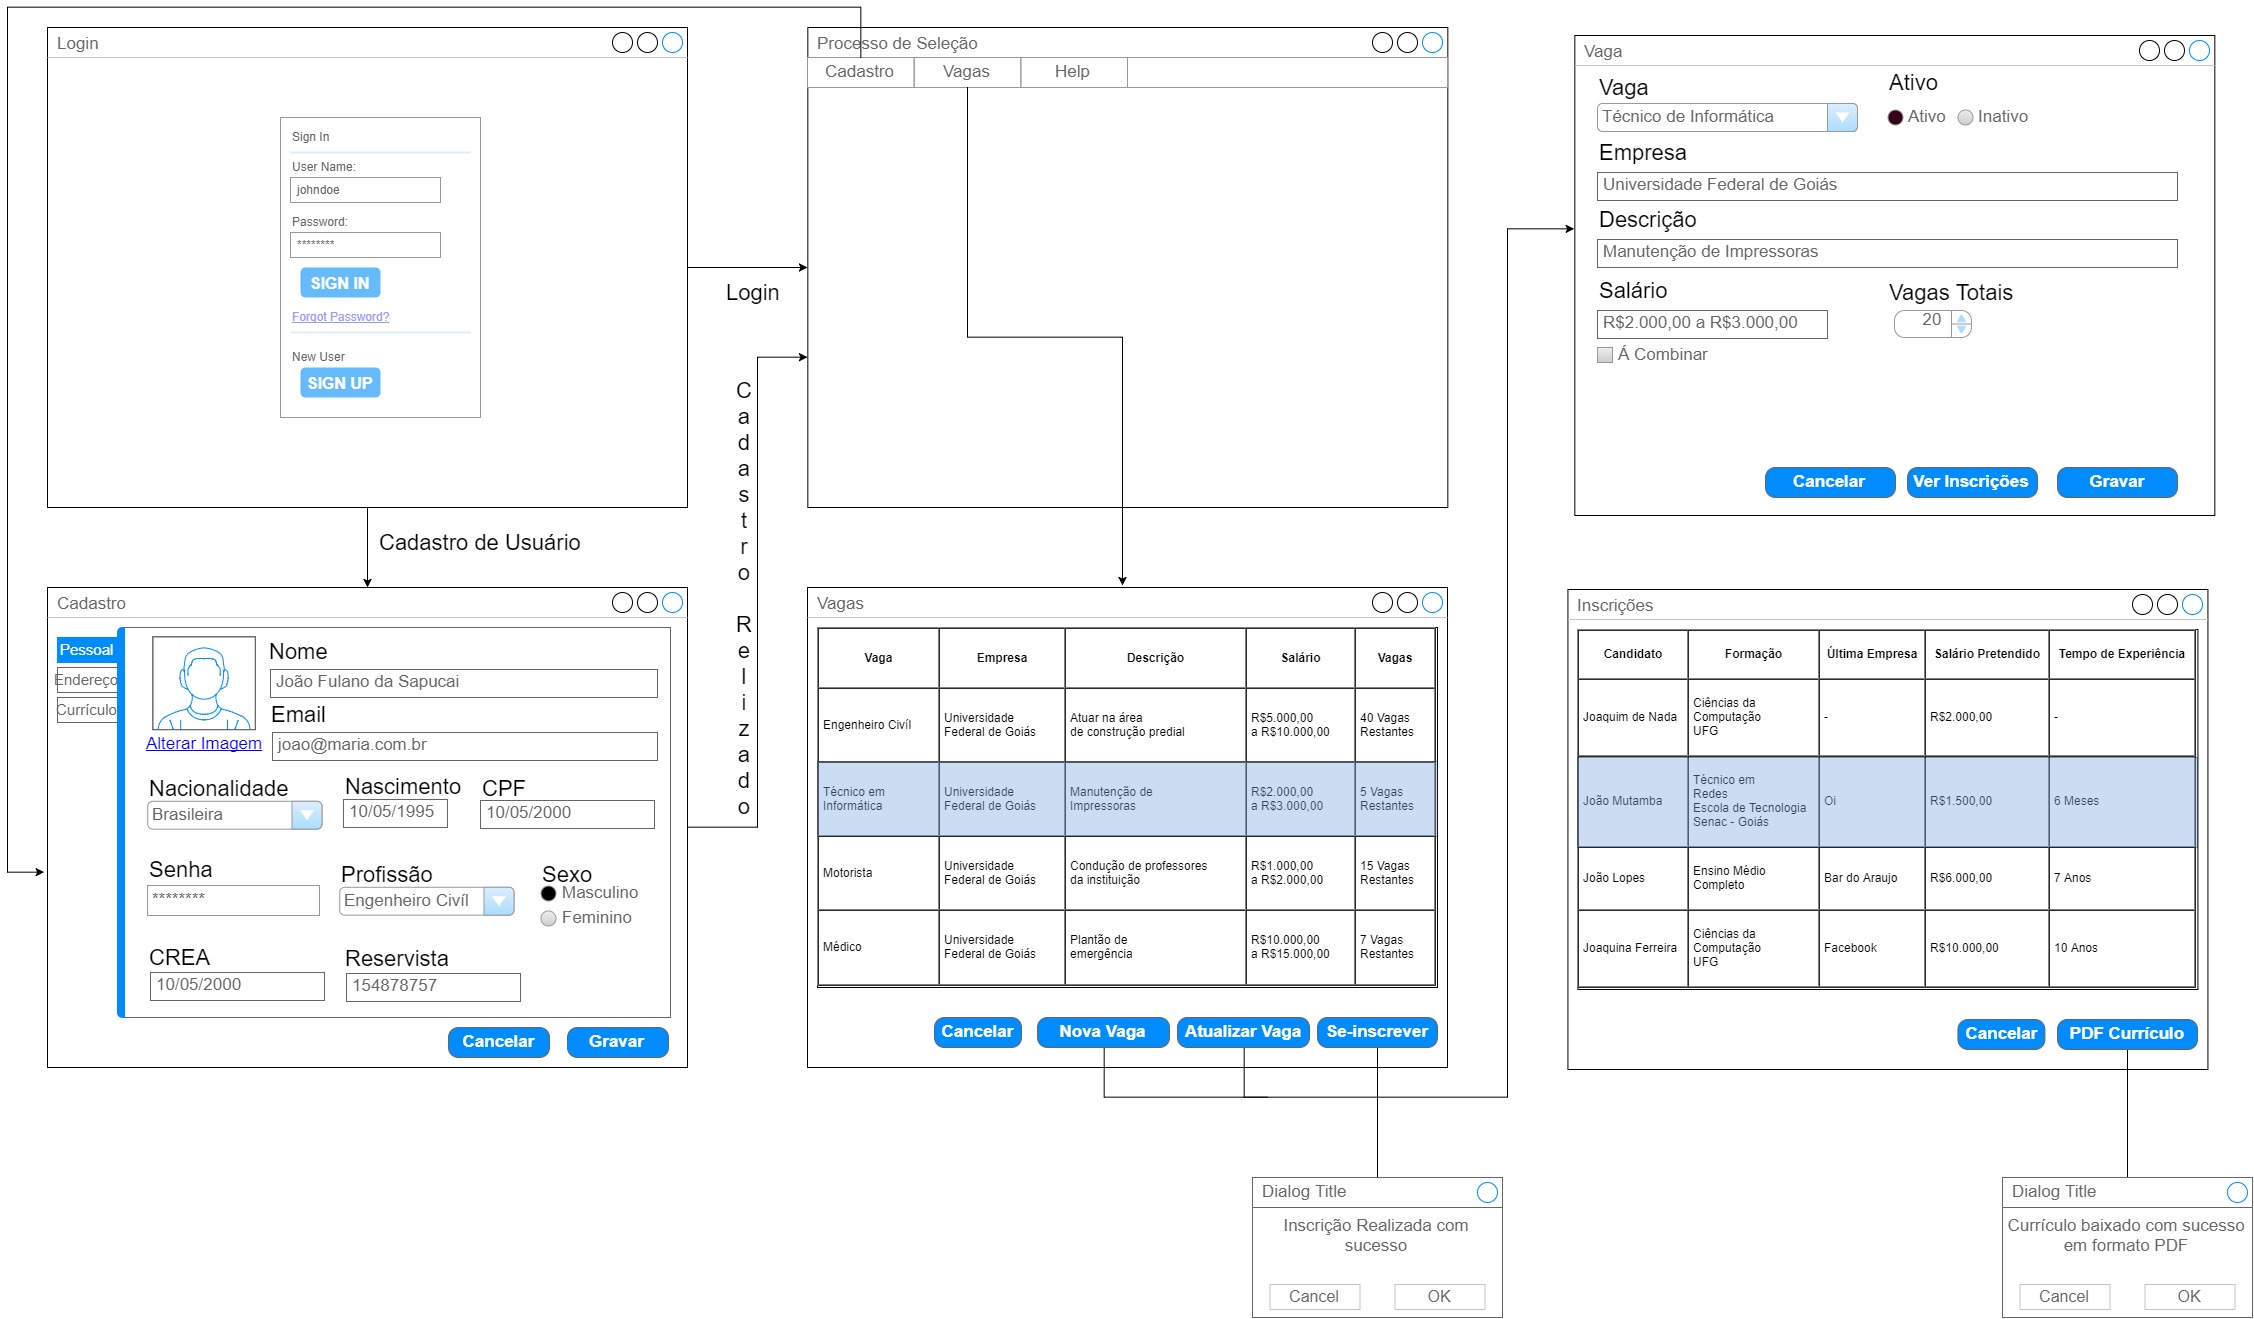 Login
Sign In
User Name:
johndoe
Password:
********
SIGN IN
Forgot Password?
New User
SIGN UP
Login
Cadastro de Usuário
Cadastro Relizado
Processo de Seleção
Cadastro Vagas Help
Vaga
Vaga Ativo
Técnico de Informática Ativo Inativo
Empresa
Universidade Federal de Goiás
Descrição
Manutenção de Impressoras
Salário Vagas Totais
R$2.000,00 a R$3.000,00 20
Á Combinar
Cancelar Ver Inscrições Gravar
Cadastro
Pessoal
Endereço
Currículo
Alterar Imagem
Nome
João Fulano da Sapucai
Email
joao@maria.com.br
Nacionalidade Nascimento CPF
Brasileira 10/05/1995 10/05/2000
Senha Profissão Sexo
******** Engenheiro Civíl Masculino
Feminino
CREA Reservista
10/05/2000 154878757
Cancelar Gravar
Vagas
Vaga Empresa Descrição Salário Vagas
Engenheiro Civíl Universidade Atuar na área R$5.000,00 40 Vagas
Federal de Goiás de construção predial a R$10.000,00 Restantes
Técnico em Universidade Manutenção de R$2.000,00 5 Vagas
Informática Federal de Goiás Impressoras a R$3.000,00 Restantes
Motorista Universidade Condução de professores R$1.000,00 15 Vagas
Federal de Goiás da instituição a R$2.000,00 Restantes
Médico Universidade Plantão de R$10.000,00 7 Vagas
Federal de Goiás emergência a R$15.000,00 Restantes
Cancelar Nova Vaga Atualizar Vaga Se-inscrever
Inscrições
Candidato Formação Última Empresa Salário Pretendido Tempo de Experiência
Joaquim de Nada Ciências da - R$2.000,00 -
Computação
UFG
João Mutamba Técnico em Oi R$1.500,00 6 Meses
Redes
Escola de Tecnologia
Senac - Goiás
João Lopes Ensino Médio Bar do Araujo R$6.000,00 7 Anos
Completo
Joaquina Ferreira Ciências da Facebook R$10.000,00 10 Anos
Computação
UFG
Cancelar PDF Currículo
Dialog Title
Inscrição Realizada com
sucesso
Cancel OK
Dialog Title
Currículo baixado com sucesso
em formato PDF
Cancel OK